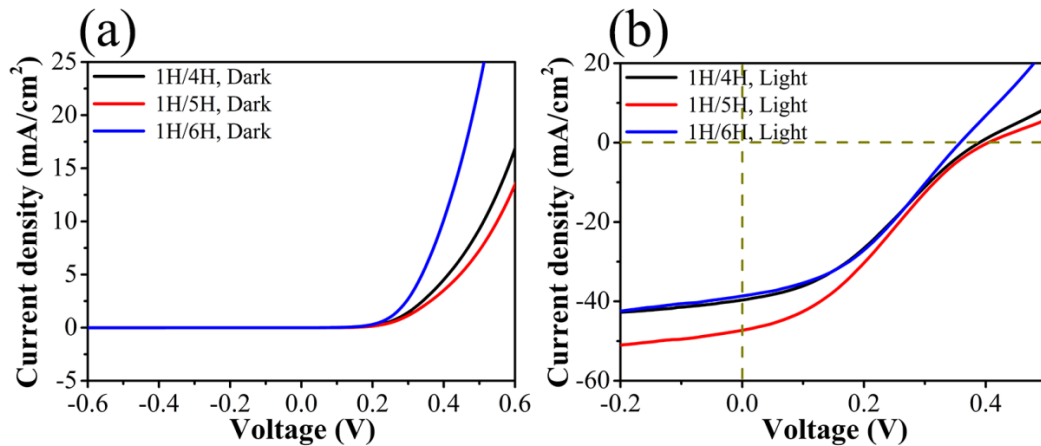 (a)
25
20
15
10
5
0
-5
Current density (mA/cm²)
1H/4H, Dark
1H/5H, Dark
1H/6H, Dark
-0.6 -0.4 -0.2 0.0 0.2 0.4 0.6
Voltage (V)
(b)
20
0
-20
-40
-60
Current density (mA/cm²)
1H/4H, Light
1H/5H, Light
1H/6H, Light
-0.2 0.0 0.2 0.4
Voltage (V)